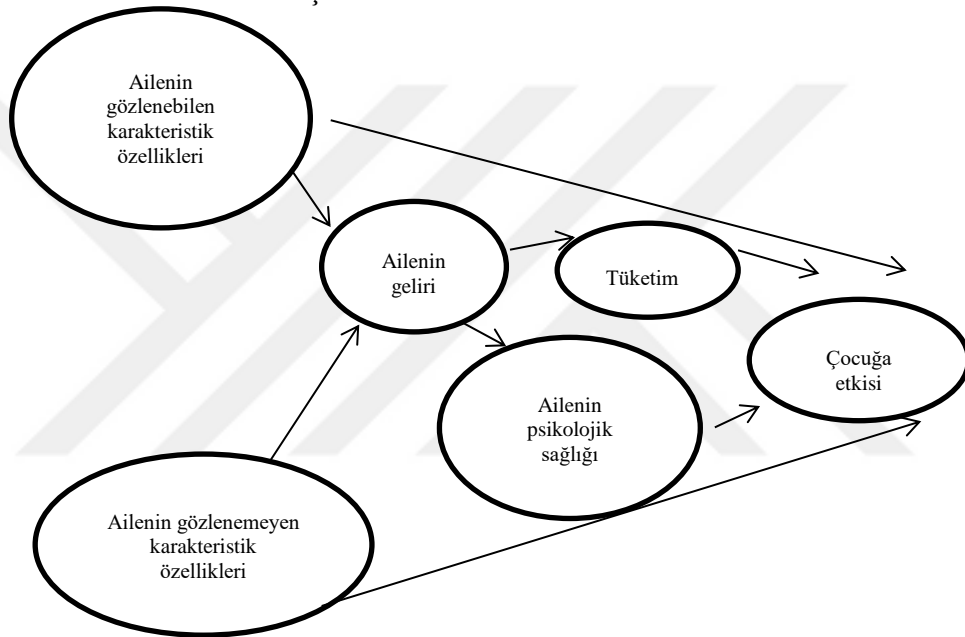 Ailenin
gözlenebilen
karakteristik
özellikleri
Ailenin
geliri
Tüketim
Çocuğa
etkisi
Ailenin
psikolojik
sağlığı
Ailenin gözlenemeyen
karakteristik
özellikleri